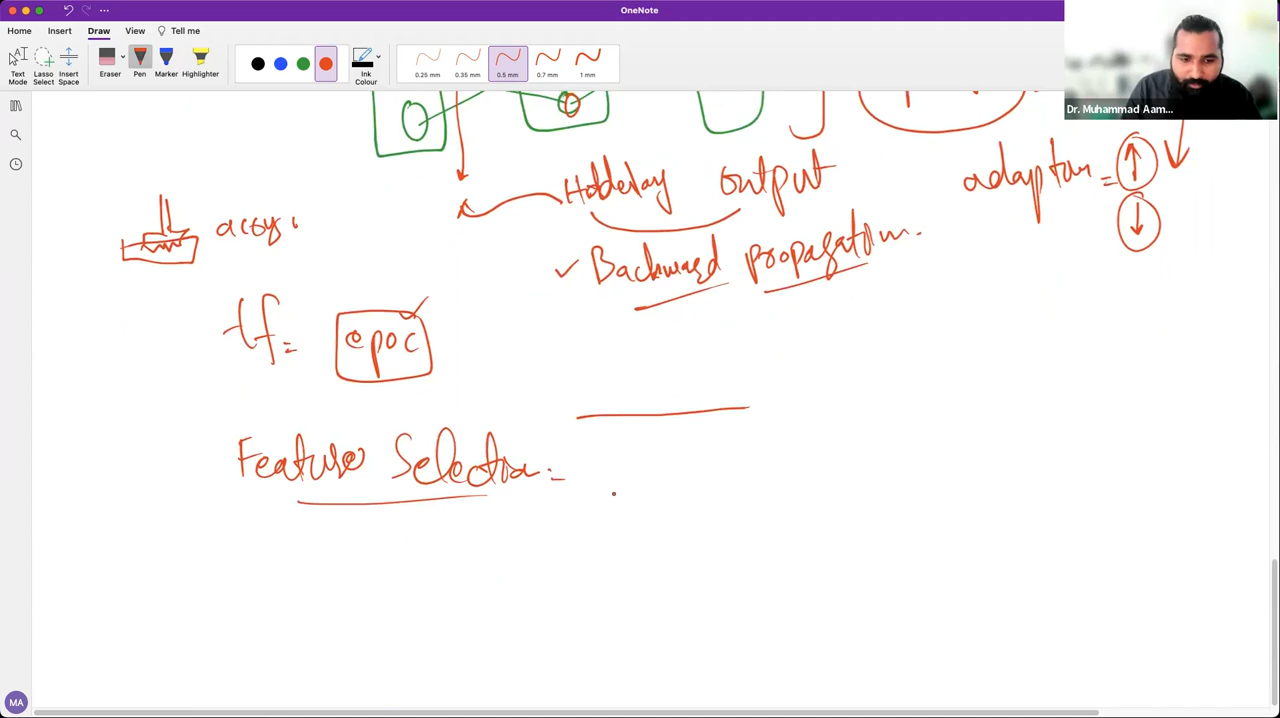 OneNote
Home Insert Draw View Tell me
Text Mode Lasso Select Insert Space Eraser Pen Marker Highlighter Ink Colour 0.25 mm 0.35 mm 0.5 mm 0.7 mm 1 mm
Dr. Muhammad Aam...
output
Backward propagation.
tf=
epoc
Feature Selection=
MA